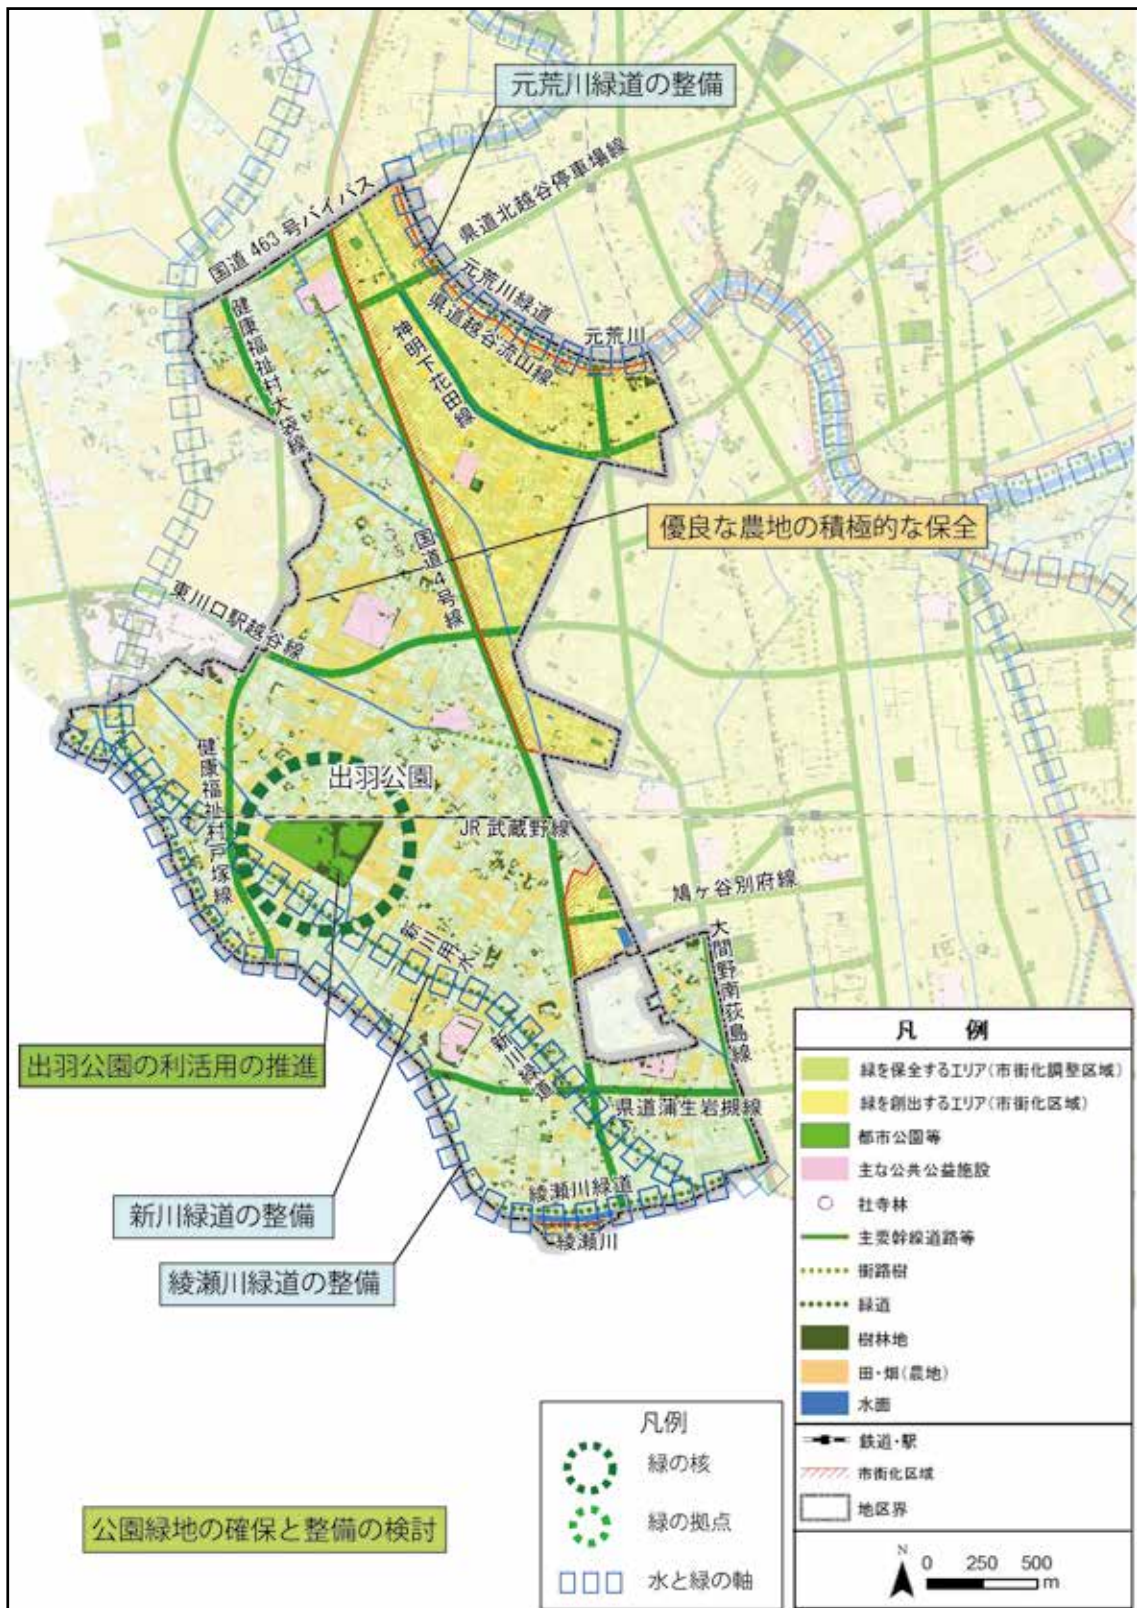 元荒川緑道の整備
国道463号バイパス
県道北越谷停車場線
元荒川緑道
県道越谷流山線
元荒川
健康福祉村大袋線
神明下花田線
優良な農地の積極的な保全
国道4号線
東川口駅越谷線
健康福祉村戸塚線
出羽公園
JR武蔵野線
鳩ヶ谷別府線
大間野南荻島線
新川用水
新川緑道
出羽公園の利活用の推進
県道蒲生岩槻線
新川緑道の整備
綾瀬川緑道
綾瀬川
綾瀬川緑道の整備
公園緑地の確保と整備の検討
凡例
緑の核
緑の拠点
水と緑の軸
凡 例
緑を保全するエリア(市街化調整区域)
緑を創出するエリア(市街化区域)
都市公園等
主な公共公益施設
社寺林
主要幹線道路等
街路樹
緑道
樹林地
田・畑(農地)
水面
鉄道・駅
市街化区域
地区界
N
0 250 500
m